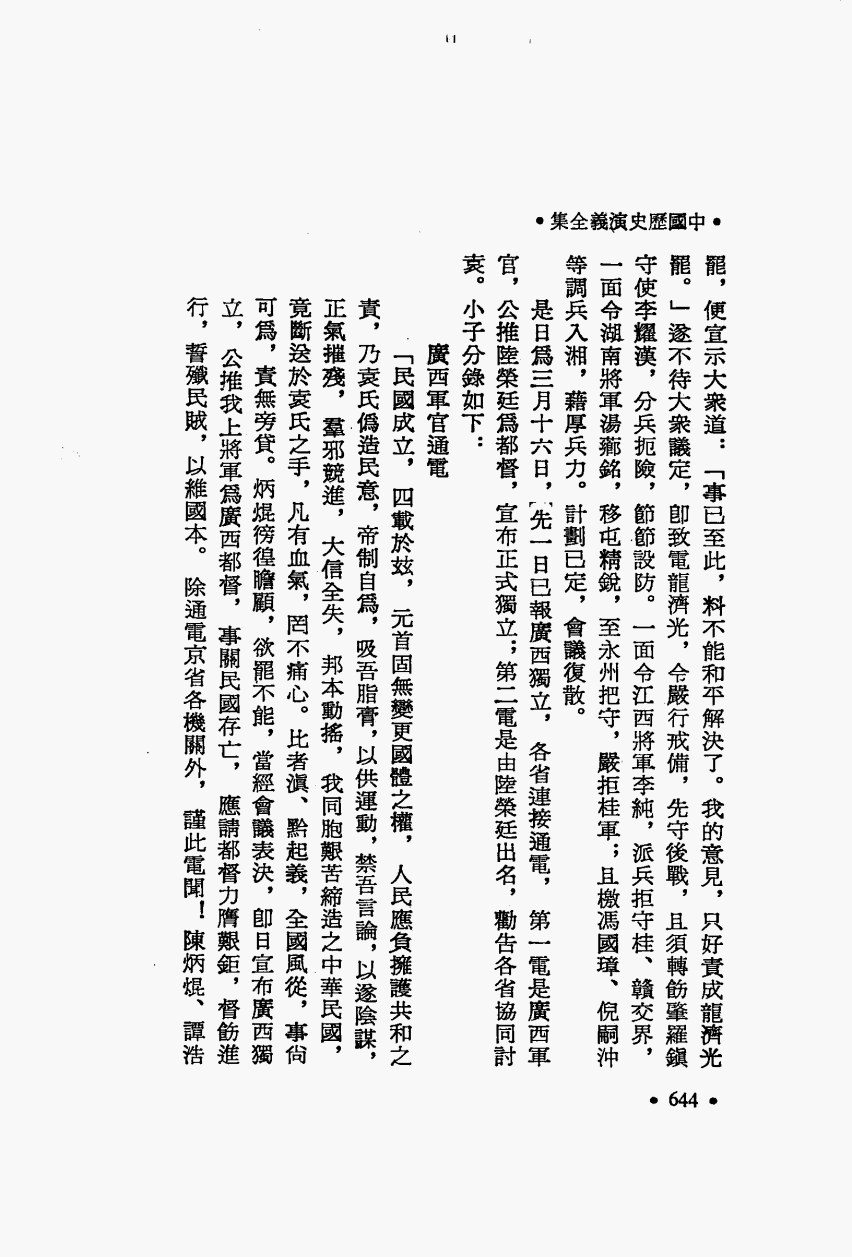 •中國歷史演義全集•
罷，便宣示大衆道：「事已至此，料不能和平解決了。我的意見，只好責成龍濟光
罷。」遂不待大衆議定，卽致電龍濟光，令嚴行戒備，先守後戰，且須轉飭肇羅鎭
守使李耀漢，分兵扼險，節節設防。一面令江西將軍李純，派兵拒守桂、贛交界，
一面令湖南將軍湯薌銘，移屯精銳，至永州把守，嚴拒桂軍；且檄馮國璋、倪嗣沖
等調兵入湘，藉厚兵力。計劃已定，會議復散。
是日爲三月十六日，【先一日已報廣西獨立，各省連接通電，第一電是廣西軍
官，公推陸榮廷爲都督，宣布正式獨立；第二電是由陸榮廷出名，勸告各省協同討
袁。小子分錄如下：
廣西軍官通電
「民國成立，四載於玆，元首固無變更國體之權，人民應負擁護共和之
責，乃袁氏僞造民意，帝制自爲，吸吾脂膏，以供運動，禁吾言論，以遂陰謀，
正氣摧殘，羣邪競進，大信全失，邦本動搖，我同胞艱苦締造之中華民國，
竟斷送於袁氏之手，凡有血氣，罔不痛心。比者滇、黔起義，全國風從，事尙
可爲，責無旁貸。炳焜徬徨瞻顧，欲罷不能，當經會議表決，卽日宣布廣西獨
立，公推我上將軍爲廣西都督，事關民國存亡，應請都督力膺艱鉅，督飭進
行，誓殲民賊，以維國本。除通電京省各機關外，謹此電聞！陳炳焜、譚浩
•644•